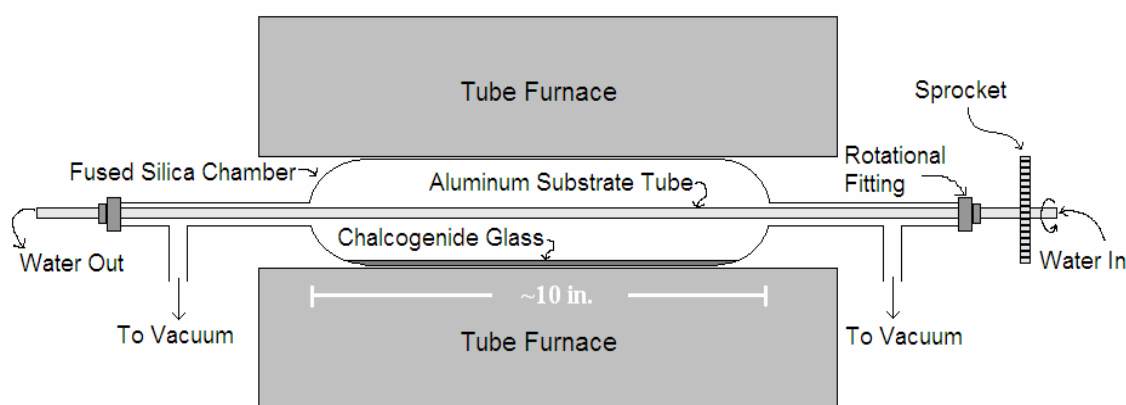 Tube Furnace
Sprocket
Fused Silica Chamber
Rotational
Fitting
Aluminum Substrate Tube
Chalcogenide Glass
Water Out
Water In
~10 in.
To Vacuum
To Vacuum
Tube Furnace